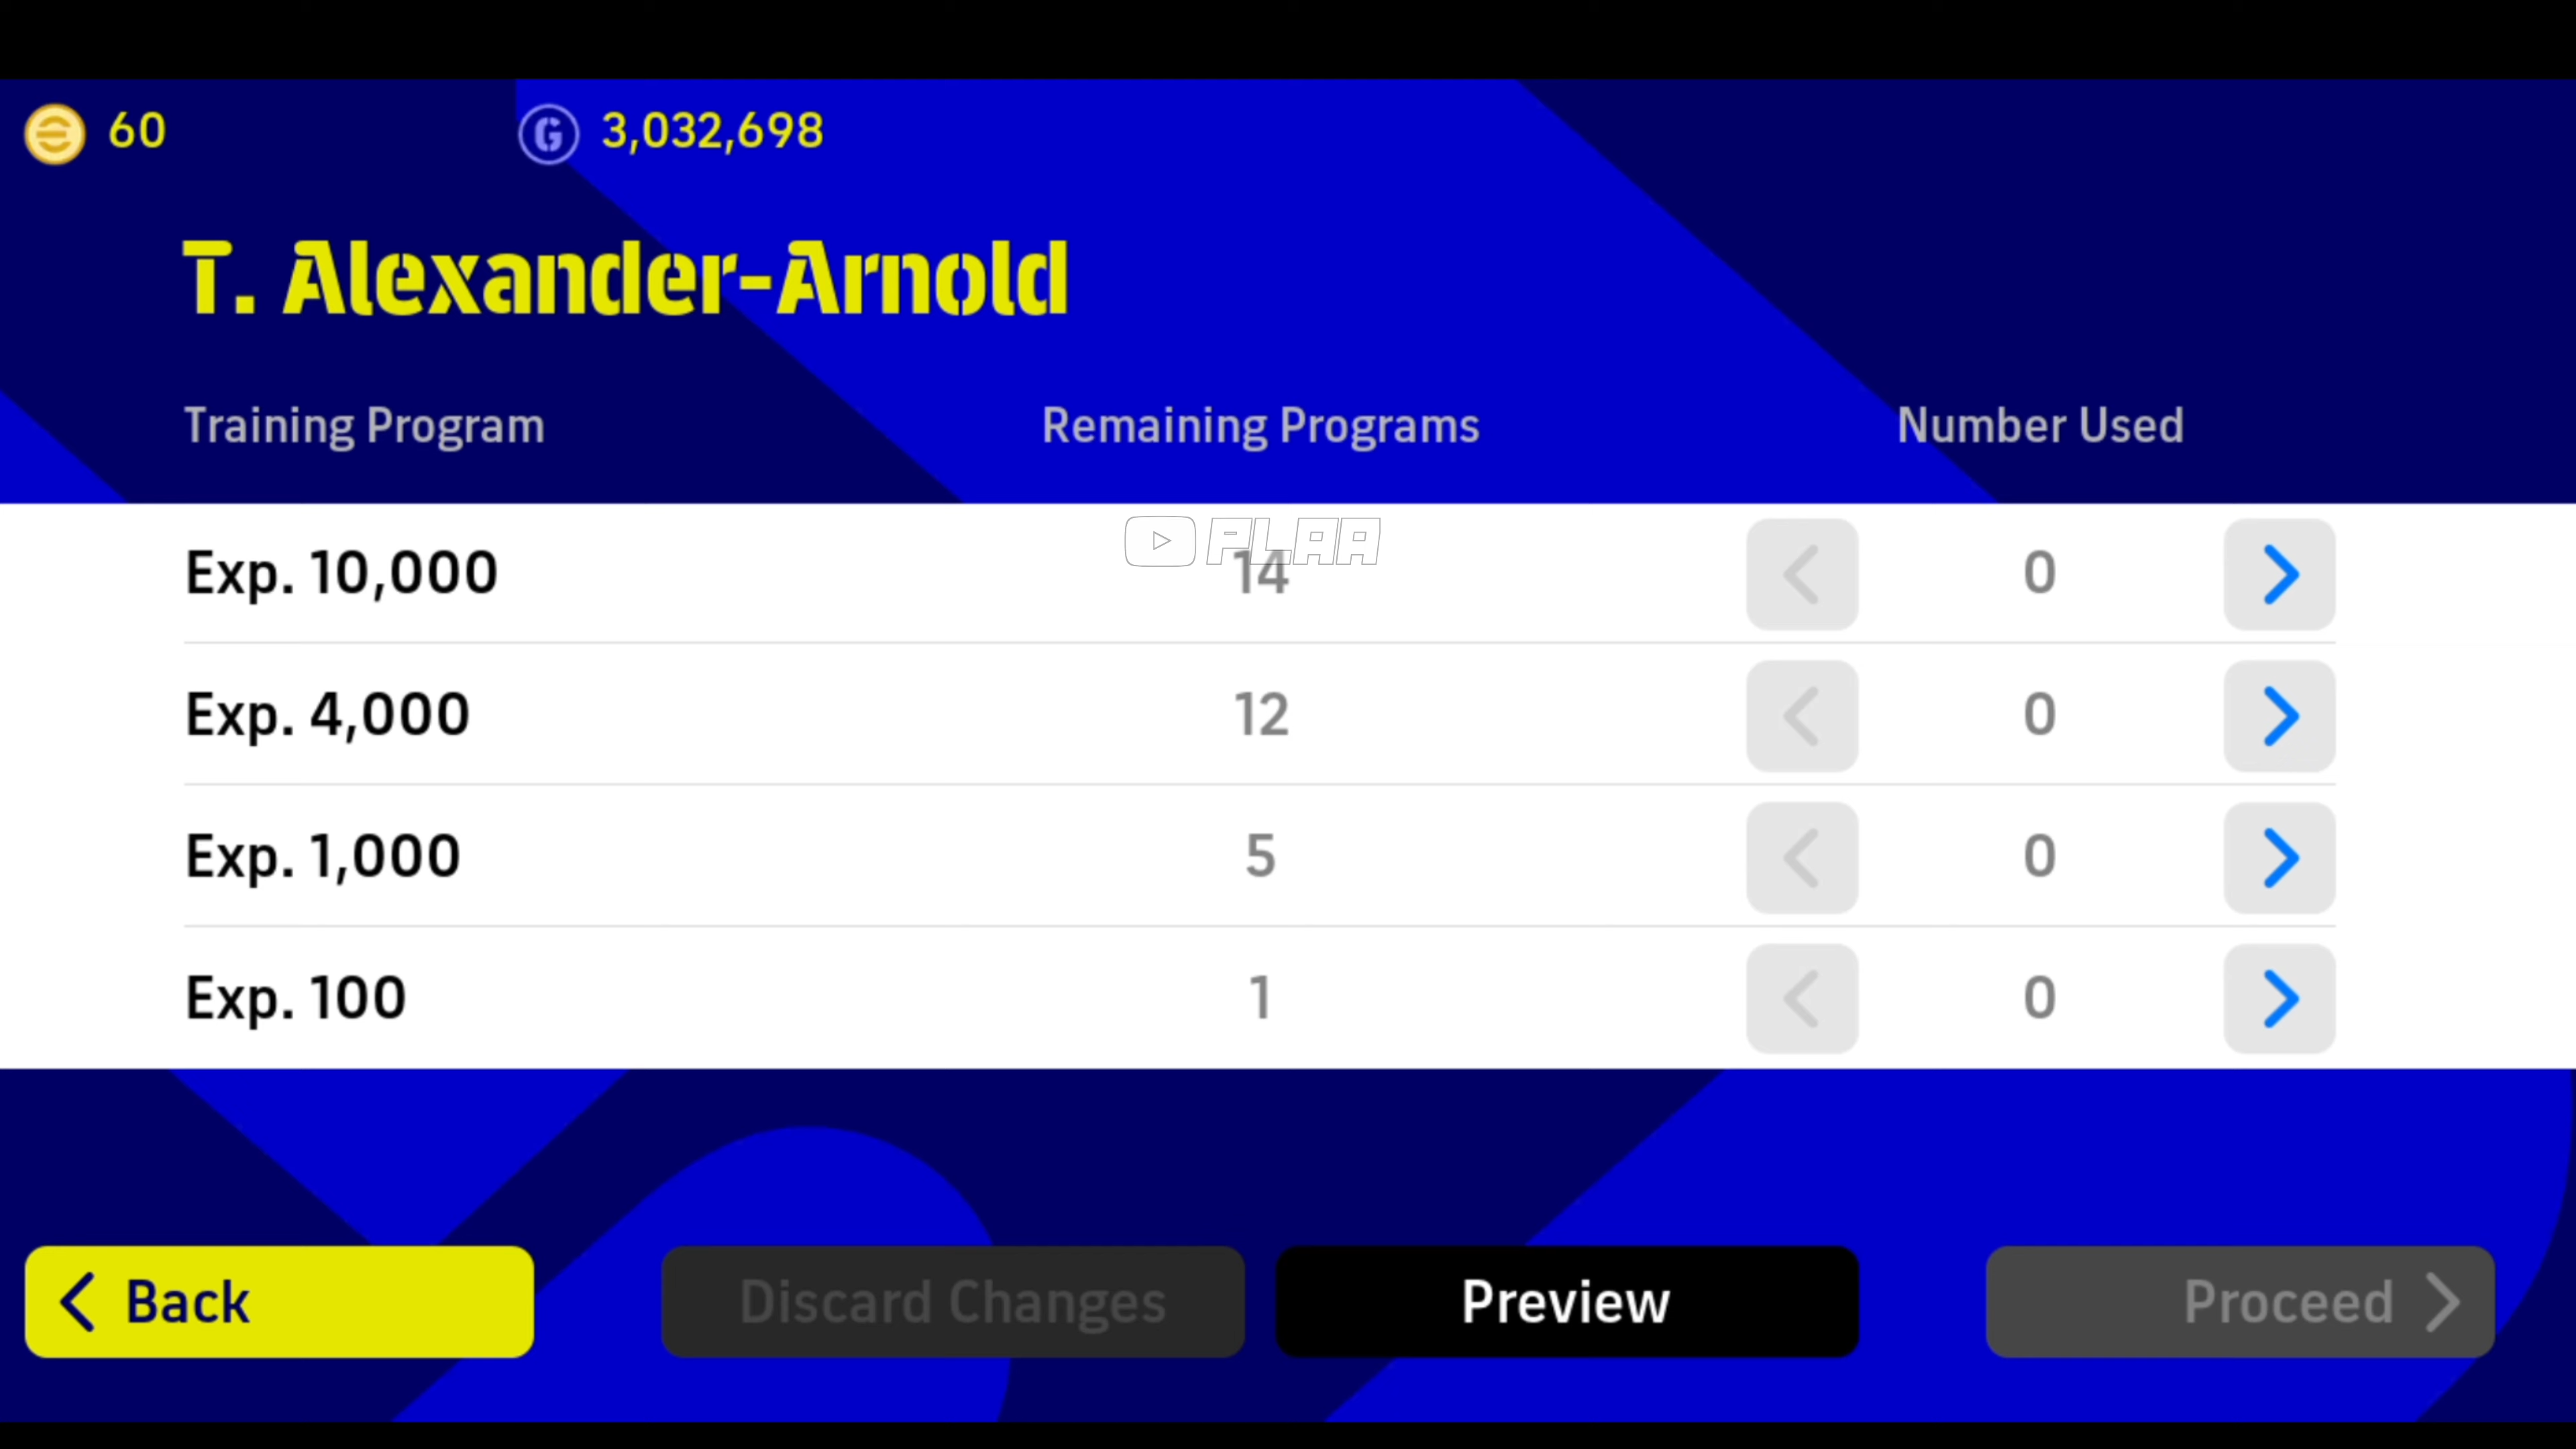 60
3,032,698
T. Alexander-Arnold
Training Program Remaining Programs Number Used
PLAA
Exp. 10,000 14 0
Exp. 4,000 12 0
Exp. 1,000 5 0
Exp. 100 1 0
Back Discard Changes Preview Proceed